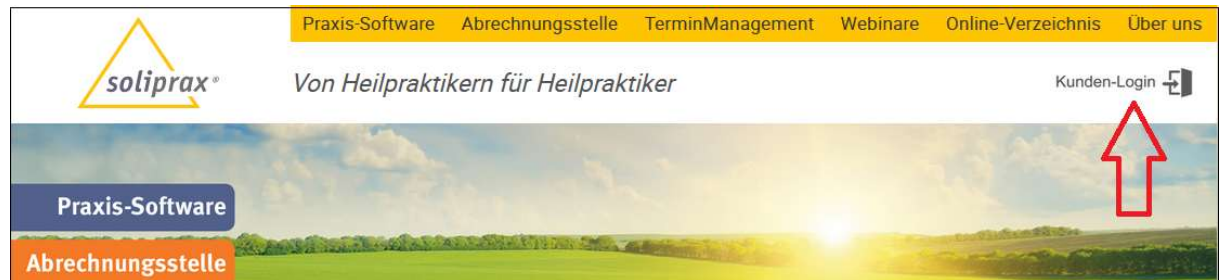 Praxis-Software Abrechnungsstelle TerminManagement Webinare Online-Verzeichnis Über uns
soliprax®
Von Heilpraktikern für Heilpraktiker
Kunden-Login
Praxis-Software
Abrechnungsstelle